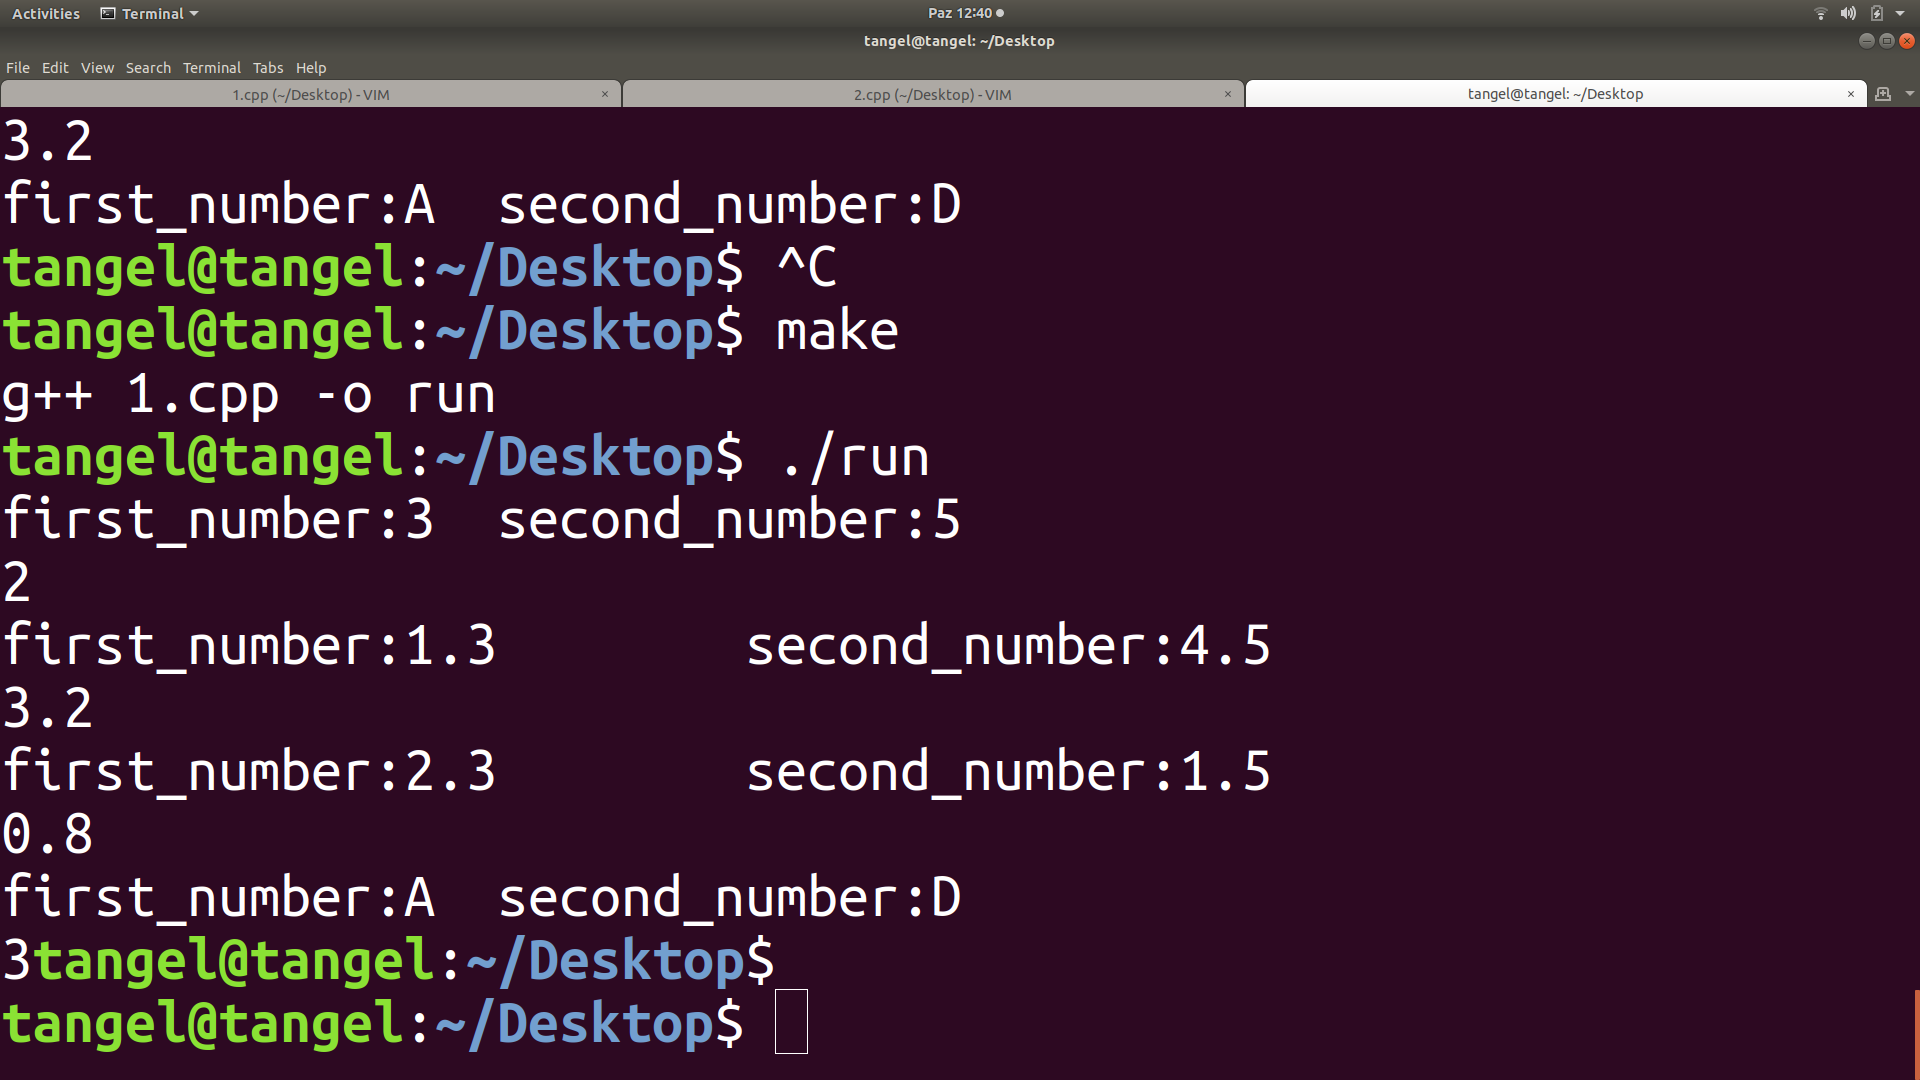 Activities Terminal Paz 12:40
tangel@tangel: ~/Desktop
File Edit View Search Terminal Tabs Help
1.cpp (~/Desktop) - VIM × 2.cpp (~/Desktop) - VIM × tangel@tangel: ~/Desktop ×
3.2
first_number:A  second_number:D
tangel@tangel:~/Desktop$ ^C
tangel@tangel:~/Desktop$ make
g++ 1.cpp -o run
tangel@tangel:~/Desktop$ ./run
first_number:3  second_number:5
2
first_number:1.3        second_number:4.5
3.2
first_number:2.3        second_number:1.5
0.8
first_number:A  second_number:D
3tangel@tangel:~/Desktop$
tangel@tangel:~/Desktop$